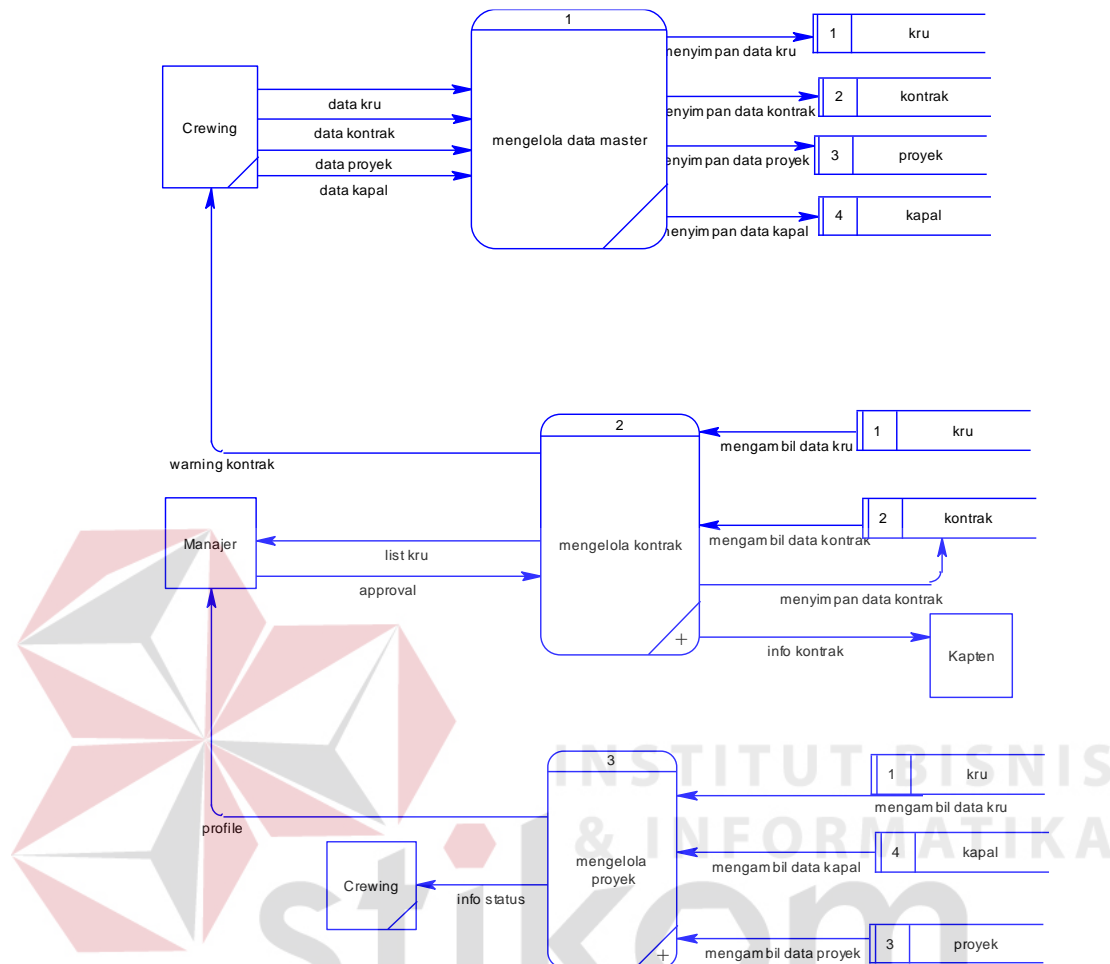 1
mengelola data master
Crewing
data kru
data kontrak
data proyek
data kapal
menyimpan data kru
menyimpan data kontrak
menyimpan data proyek
menyimpan data kapal
1 kru
2 kontrak
3 proyek
4 kapal
2
mengelola kontrak
+
warning kontrak
Manajer
list kru
approval
mengambil data kru
1 kru
mengambil data kontrak
2 kontrak
menyimpan data kontrak
info kontrak
Kapten
3
mengelola
proyek
+
profile
Crewing
info status
1 kru
mengambil data kru
4 kapal
mengambil data kapal
3 proyek
mengambil data proyek
INSTITUT BISNIS
& INFORMATIKA
stikom